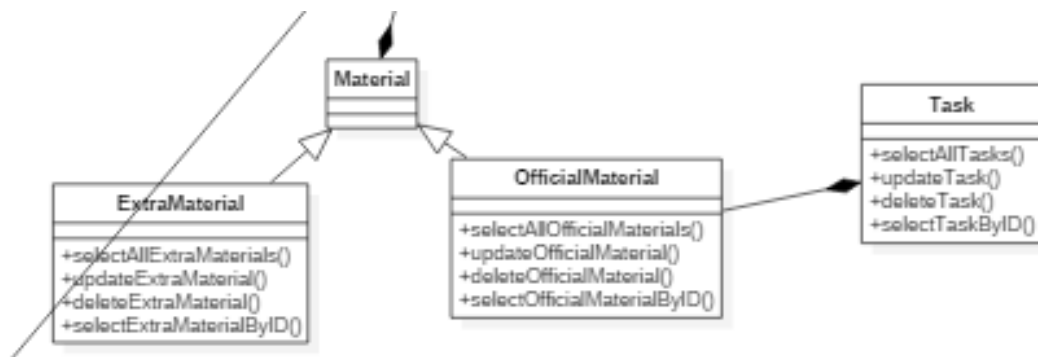 Material
Task
+selectAllTasks()
+updateTask()
+deleteTask()
+selectTaskByID()
OfficialMaterial
+selectAllOfficialMaterials()
+updateOfficialMaterial()
+deleteOfficialMaterial()
+selectOfficialMaterialByID()
ExtraMaterial
+selectAllExtraMaterials()
+updateExtraMaterial()
+deleteExtraMaterial()
+selectExtraMaterialByID()